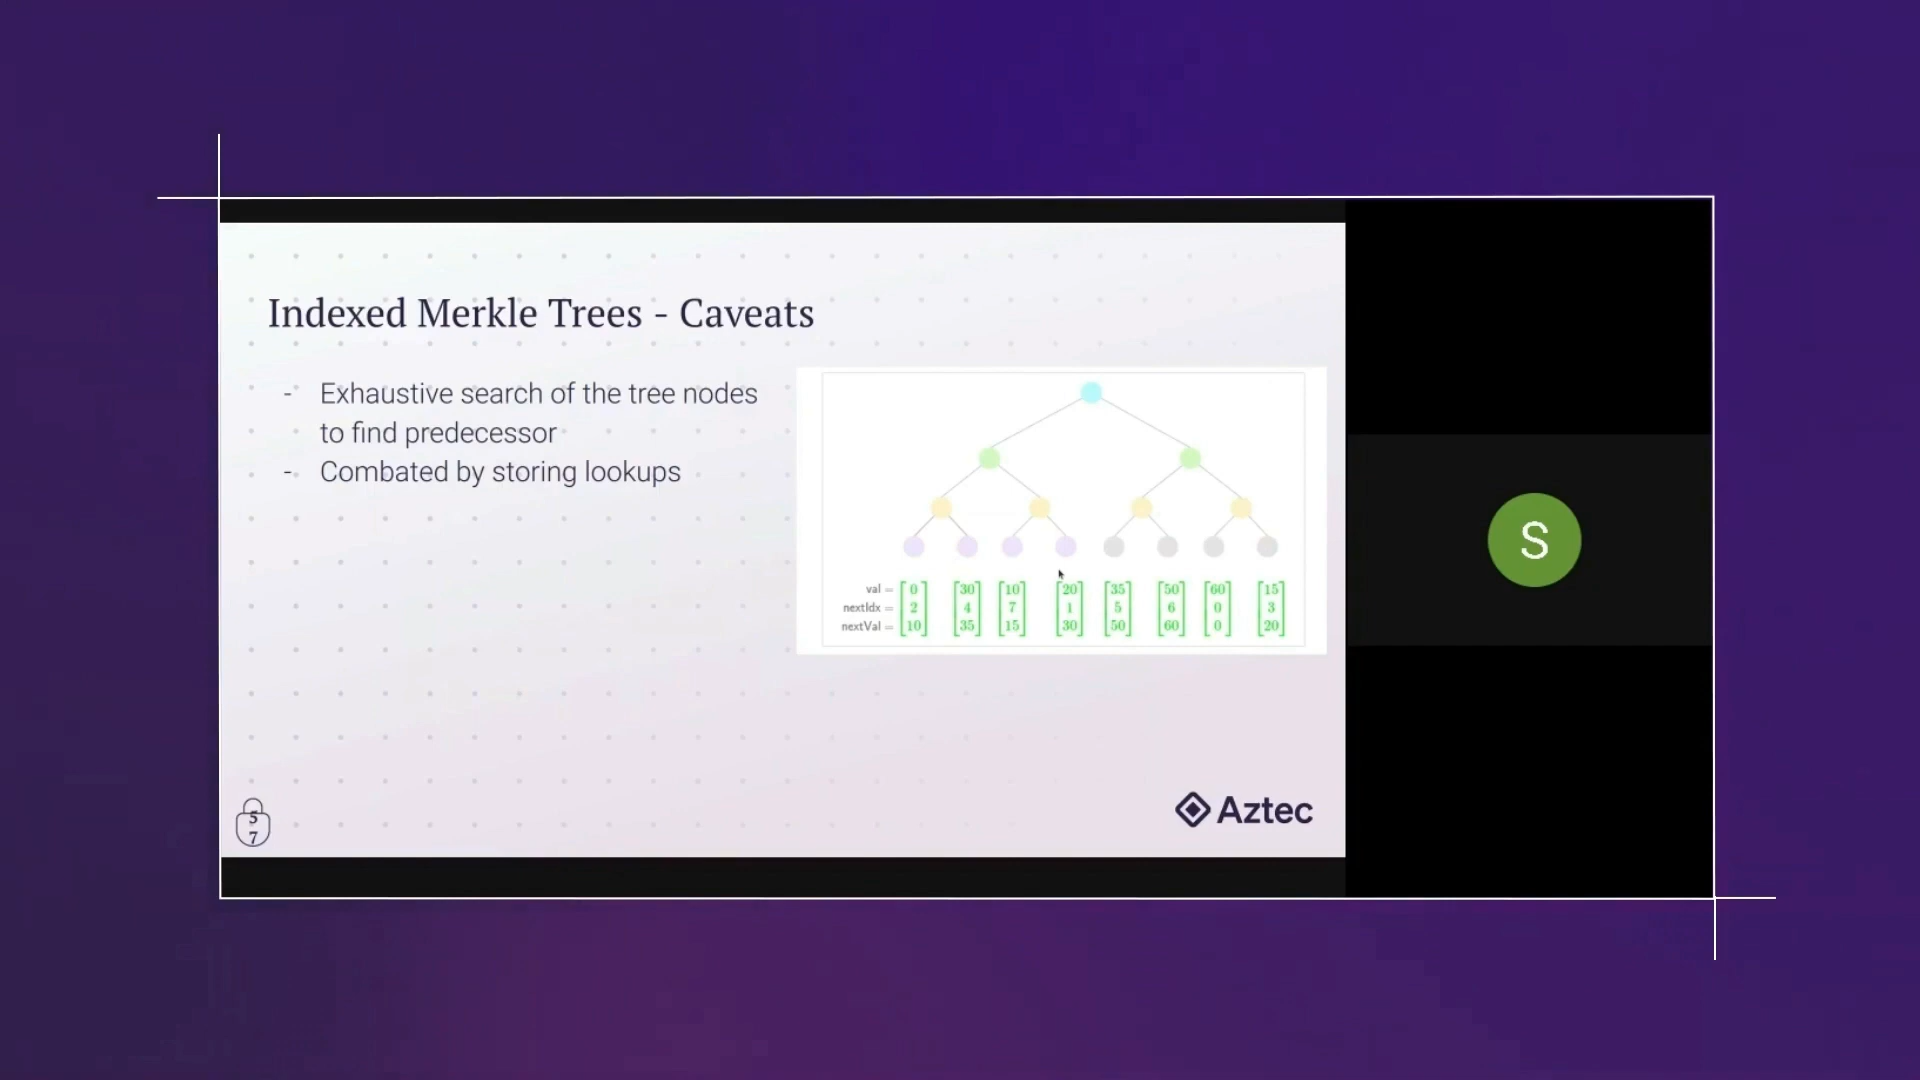 Indexed Merkle Trees - Caveats
- Exhaustive search of the tree nodes
to find predecessor
- Combated by storing lookups
val = [0] [30] [10] [20] [35] [50] [60] [15]
nextIdx = [2] [4] [7] [1] [5] [6] [0] [3]
nextVal = [10] [35] [15] [30] [50] [60] [0] [20]
S
5
7
Aztec